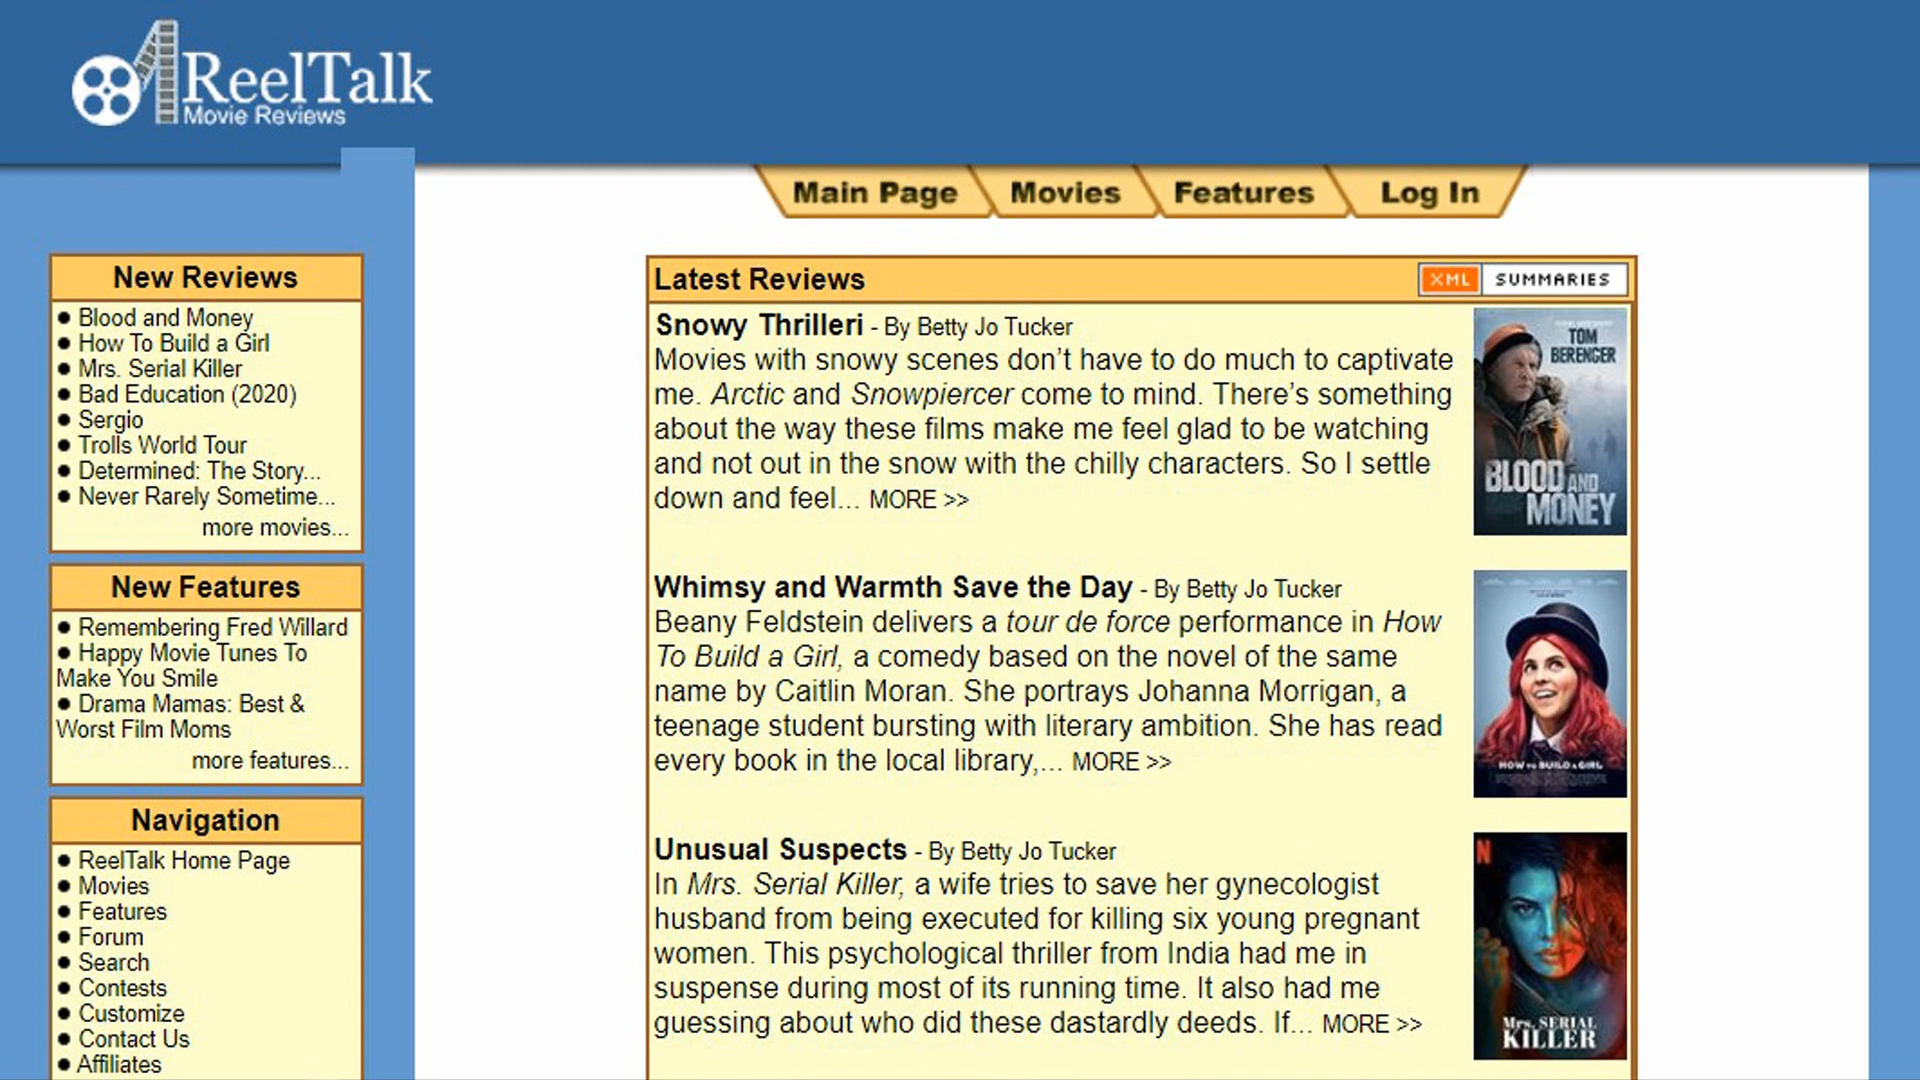 ReelTalk
Movie Reviews
Main Page
Movies
Features
Log In
New Reviews
● Blood and Money
● How To Build a Girl
● Mrs. Serial Killer
● Bad Education (2020)
● Sergio
● Trolls World Tour
● Determined: The Story...
● Never Rarely Sometime...
more movies...
New Features
● Remembering Fred Willard
● Happy Movie Tunes To
Make You Smile
● Drama Mamas: Best &
Worst Film Moms
more features...
Navigation
● ReelTalk Home Page
● Movies
● Features
● Forum
● Search
● Contests
● Customize
● Contact Us
● Affiliates
Latest Reviews
XML SUMMARIES
Snowy Thrilleri - By Betty Jo Tucker
Movies with snowy scenes don’t have to do much to captivate
me. Arctic and Snowpiercer come to mind. There’s something
about the way these films make me feel glad to be watching
and not out in the snow with the chilly characters. So I settle
down and feel... MORE >>
TOM
BERENGER
BLOOD AND
MONEY
Whimsy and Warmth Save the Day - By Betty Jo Tucker
Beany Feldstein delivers a tour de force performance in How
To Build a Girl, a comedy based on the novel of the same
name by Caitlin Moran. She portrays Johanna Morrigan, a
teenage student bursting with literary ambition. She has read
every book in the local library,... MORE >>
HOW TO BUILD A GIRL
Unusual Suspects - By Betty Jo Tucker
In Mrs. Serial Killer, a wife tries to save her gynecologist
husband from being executed for killing six young pregnant
women. This psychological thriller from India had me in
suspense during most of its running time. It also had me
guessing about who did these dastardly deeds. If... MORE >>
N
Mrs. SERIAL
KILLER